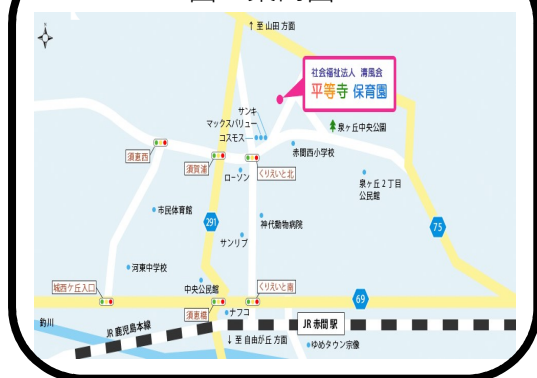 ↑ 至 山田 方面
社会福祉法人 清風会
平等寺 保育園
サンキ
マックスバリュー
コスモス
泉ヶ丘中央公園
須恵西
須賀浦
ローソン
くりえいと北
赤間西小学校
泉ヶ丘2丁目
公民館
市民体育館
291
神代動物病院
75
サンリブ
河東中学校
城西ケ丘入口
中央公民館
くりえいと南
69
須恵橋
ナフコ
釣川
JR 鹿児島本線
JR 赤間 駅
↓ 至 自由が丘 方面
ゆめタウン宗像